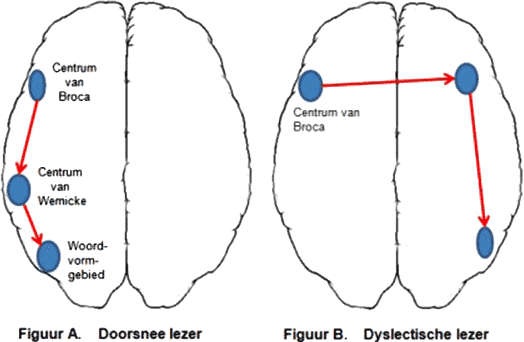 Centrum
van
Broca
Centrum
van
Wernicke
Woord-
vorm-
gebied
Figuur A. Doorsnee lezer
Centrum van
Broca
Figuur B. Dyslectische lezer